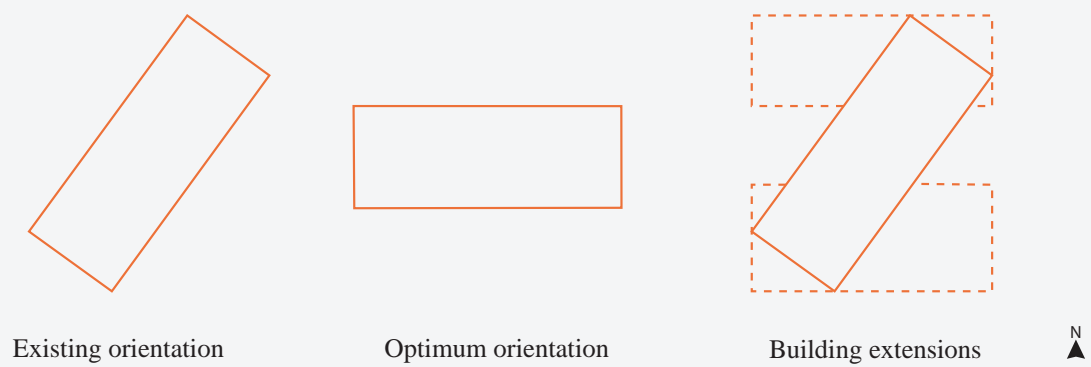 Existing orientation
Optimum orientation
Building extensions
N